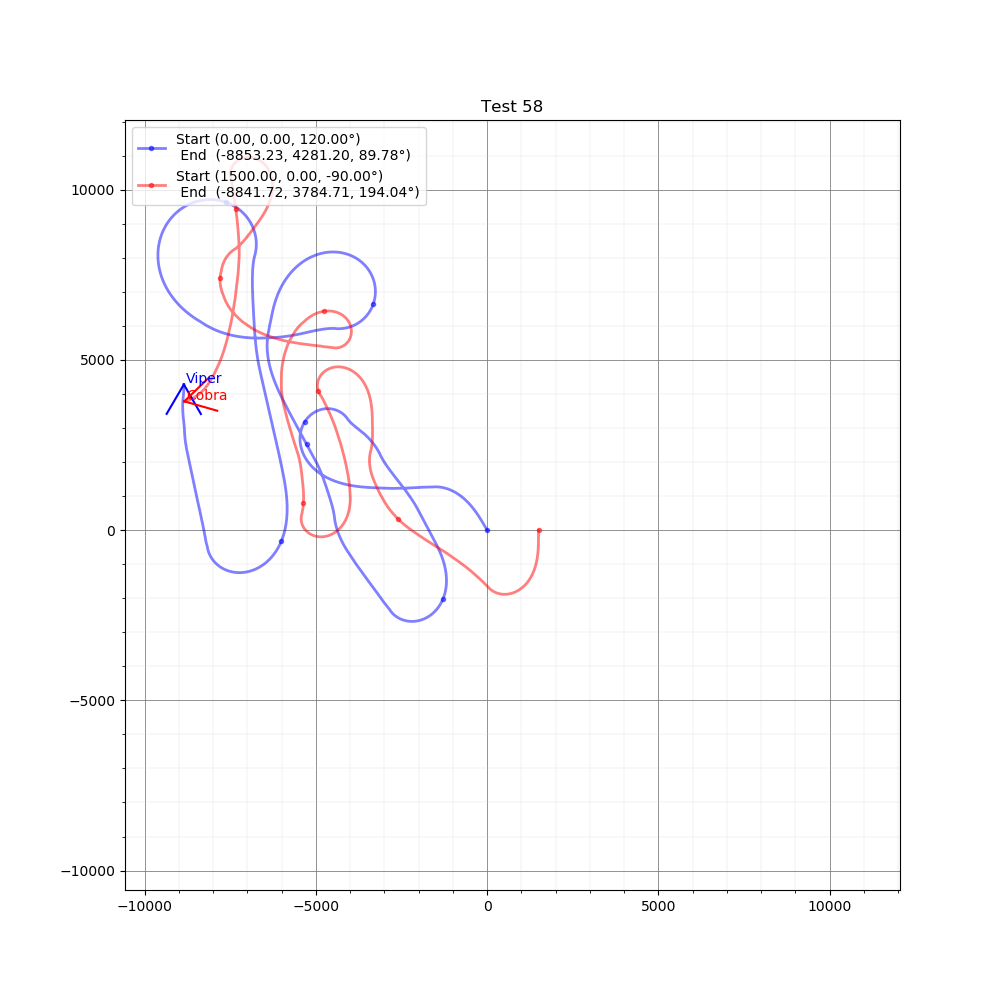 Test 58
Start (0.00, 0.00, 120.00°)
End (-8853.23, 4281.20, 89.78°)
Start (1500.00, 0.00, -90.00°)
End (-8841.72, 3784.71, 194.04°)
10000
5000
Viper
Cobra
0
−5000
−10000
−10000 −5000 0 5000 10000